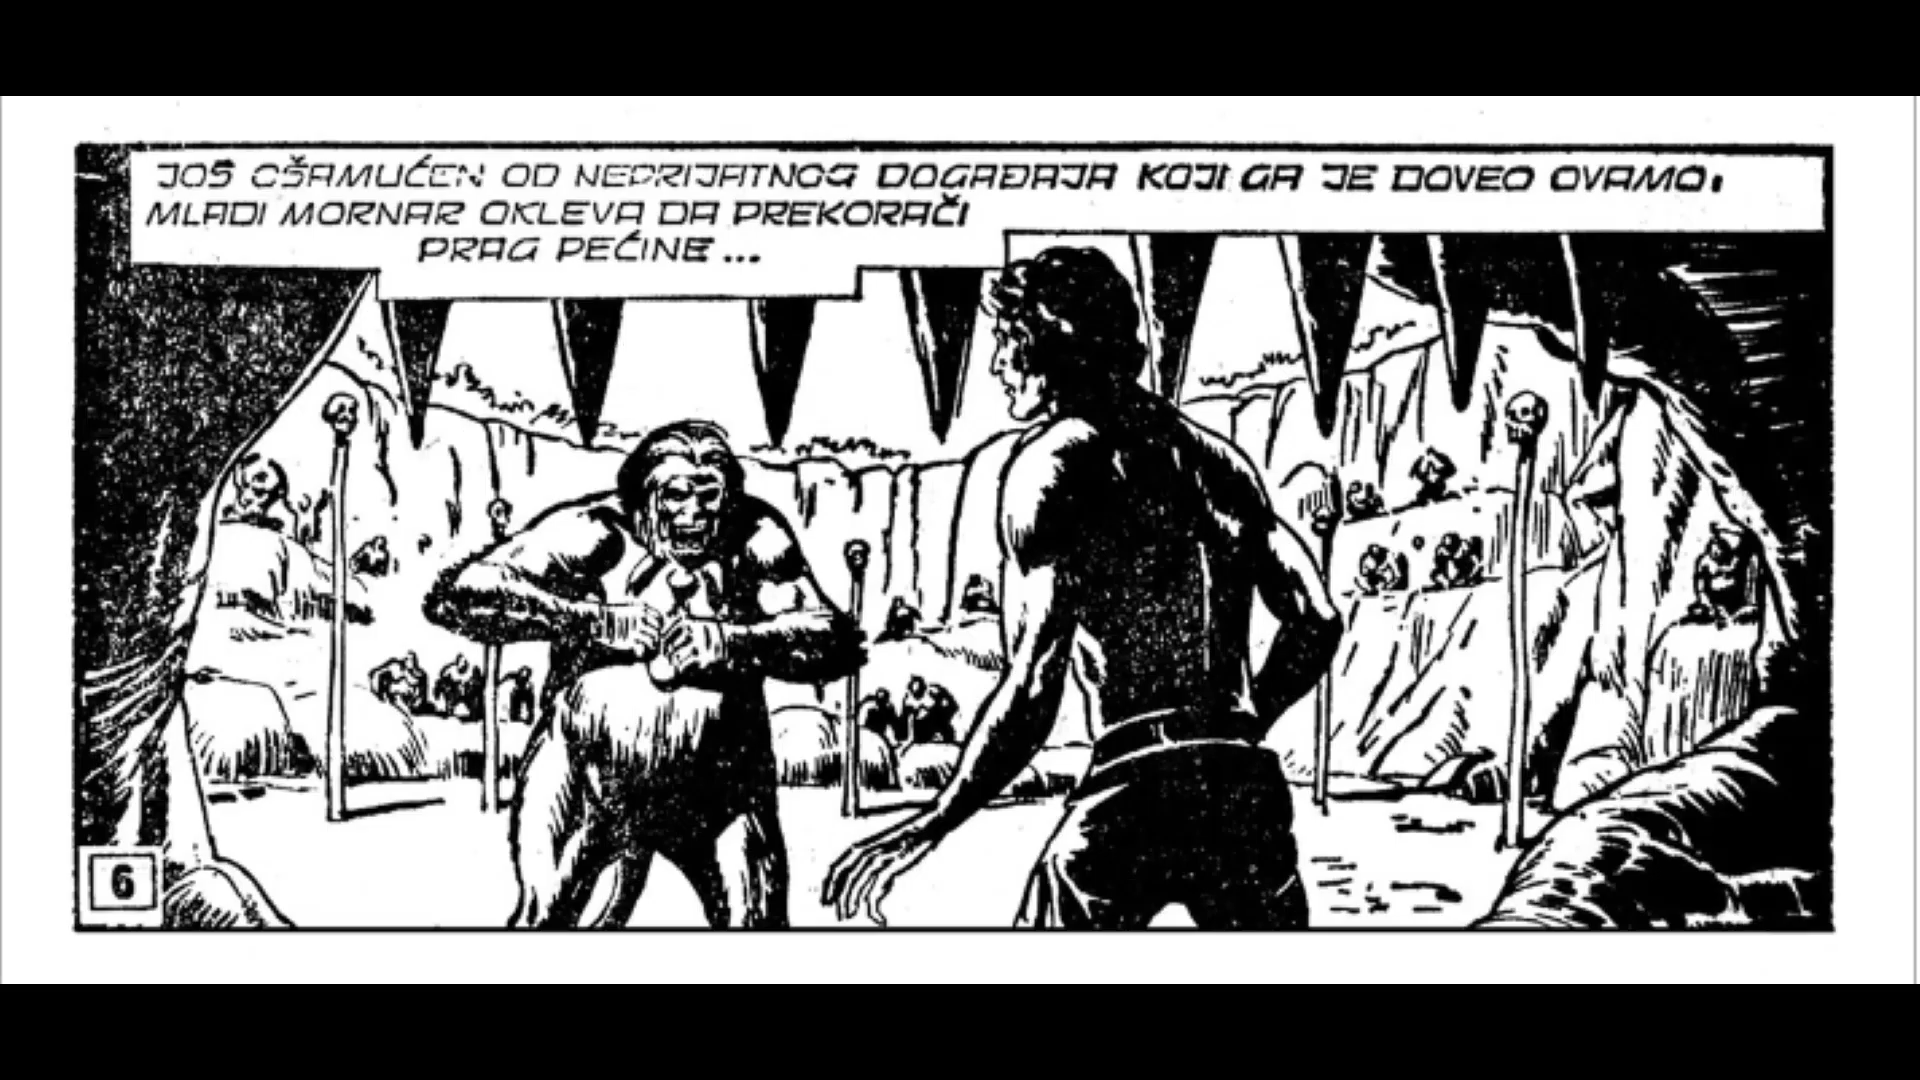 JOŠ OŠAMUĆEN OD NEPRIJATNOG DOGAĐAJA KOJI GA JE DOVEO OVAMO,
MLADI MORNAR OKLEVA DA PREKORAČI
PRAG PEĆINE...
6